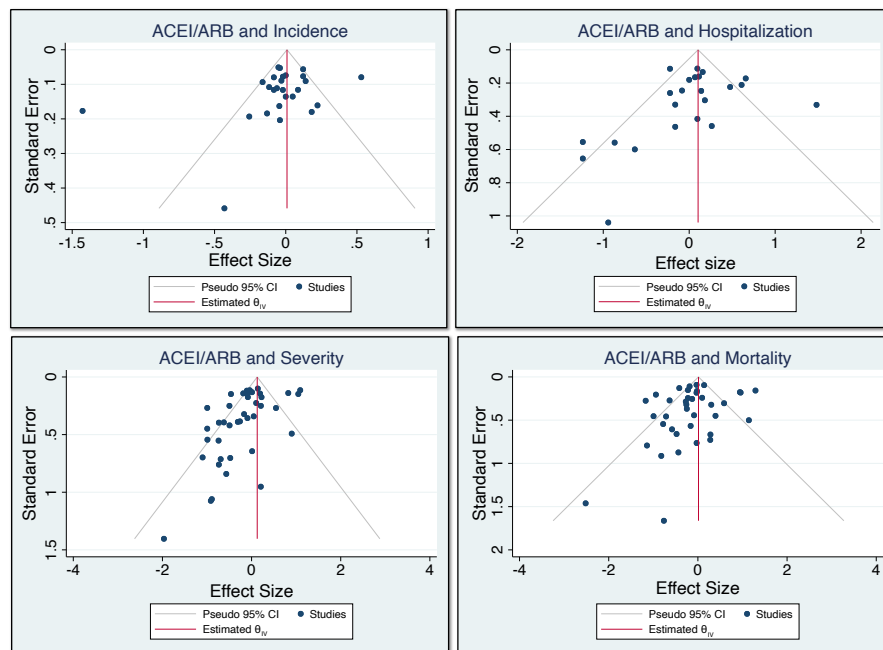 ACEI/ARB and Incidence
Standard Error
0
.1
.2
.3
.4
.5
-1.5
-1
-.5
0
.5
1
Effect Size
Pseudo 95% CI
Studies
Estimated θIV
ACEI/ARB and Hospitalization
Standard Error
0
.2
.4
.6
.8
1
-2
-1
0
1
2
Effect size
Pseudo 95% CI
Studies
Estimated θIV
ACEI/ARB and Severity
Standard Error
0
.5
1
1.5
-4
-2
0
2
4
Effect Size
Pseudo 95% CI
Studies
Estimated θIV
ACEI/ARB and Mortality
Standard Error
0
.5
1
1.5
2
-4
-2
0
2
4
Effect Size
Pseudo 95% CI
Studies
Estimated θIV